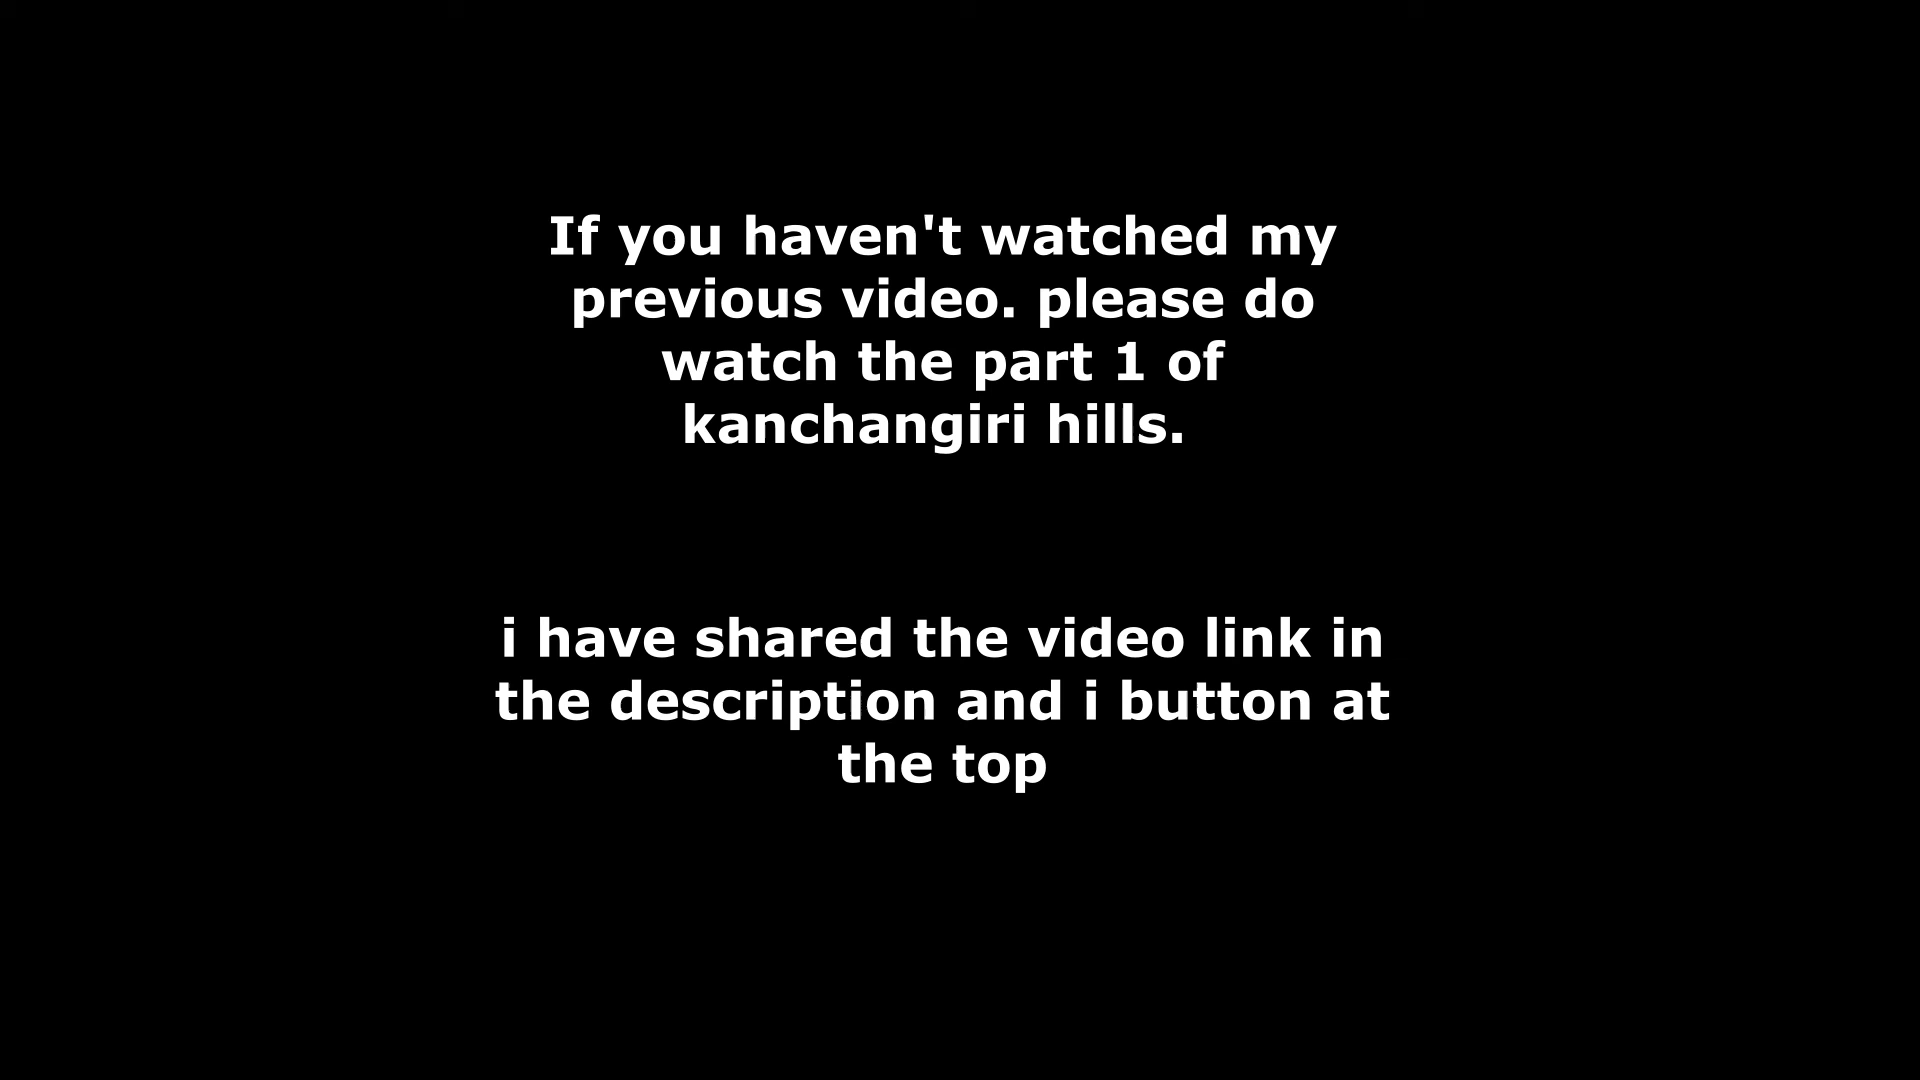 If you haven't watched my
previous video. please do
watch the part 1 of
kanchangiri hills.
i have shared the video link in
the description and i button at
the top